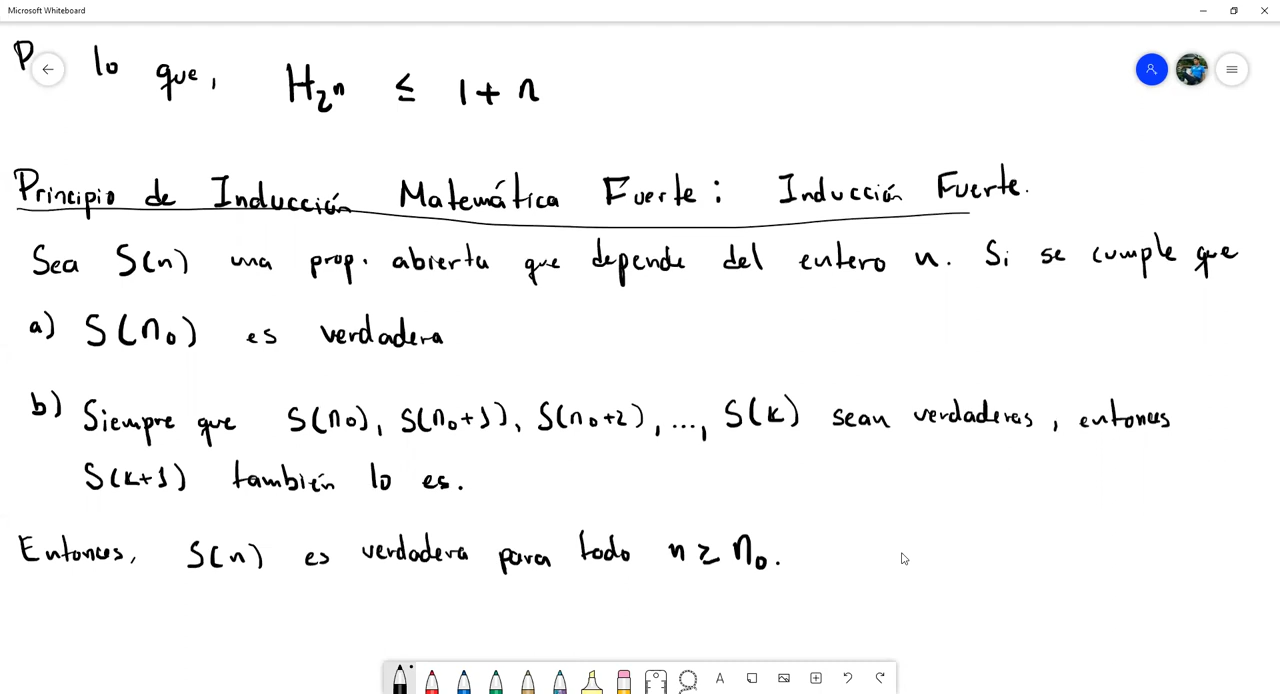 Microsoft Whiteboard
P lo que, H₂ⁿ ≤ 1 + n
Principio de Inducción Matemática Fuerte: Inducción Fuerte.
Sea S(n) una prop. abierta que depende del entero n. Si se cumple que
a) S(n₀) es verdadera
b) Siempre que S(n₀), S(n₀+1), S(n₀+2), ..., S(k) sean verdaderas, entonces
S(k+1) también lo es.
Entonces, S(n) es verdadera para todo n ≥ n₀.
A